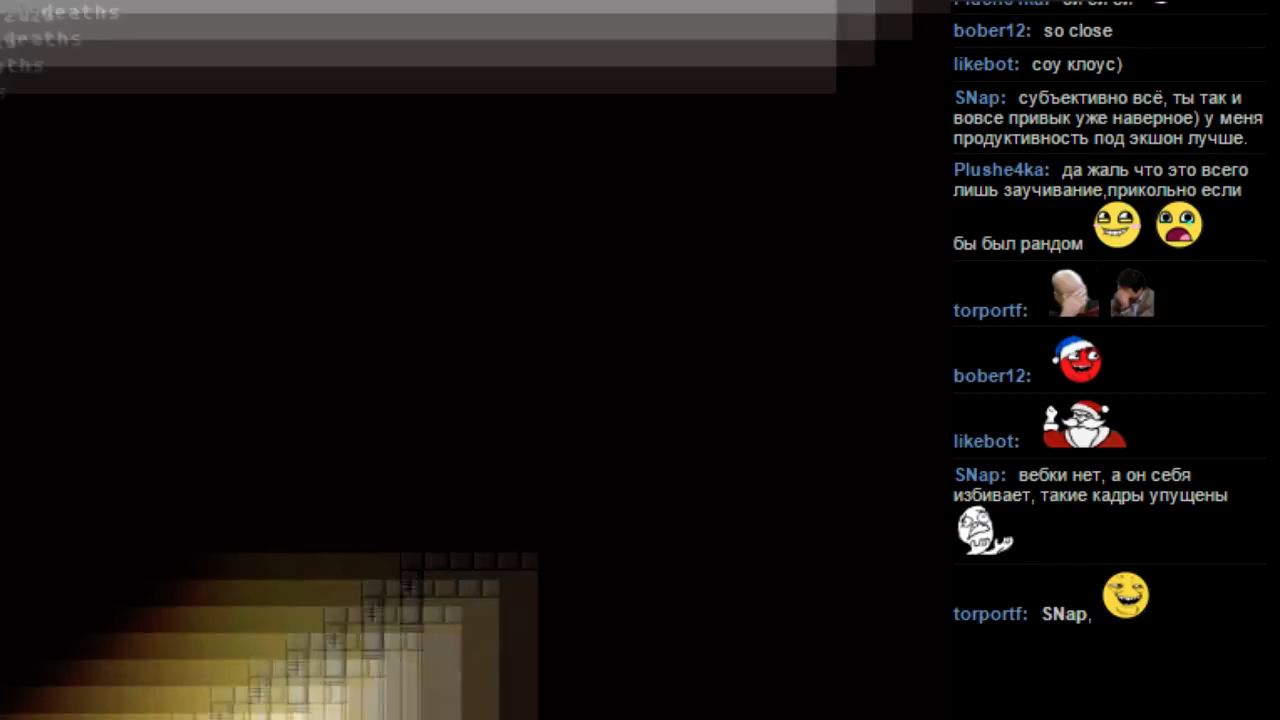 deaths
deaths
bober12: so close
likebot: соу клоус)
SNap: субъективно всё, ты так и
вовсе привык уже наверное) у меня
продуктивность под экшон лучше.
Plushe4ka: да жаль что это всего
лишь заучивание,прикольно если
бы был рандом
torportf:
bober12:
likebot:
SNap: вебки нет, а он себя
избивает, такие кадры упущены
torportf: SNap,